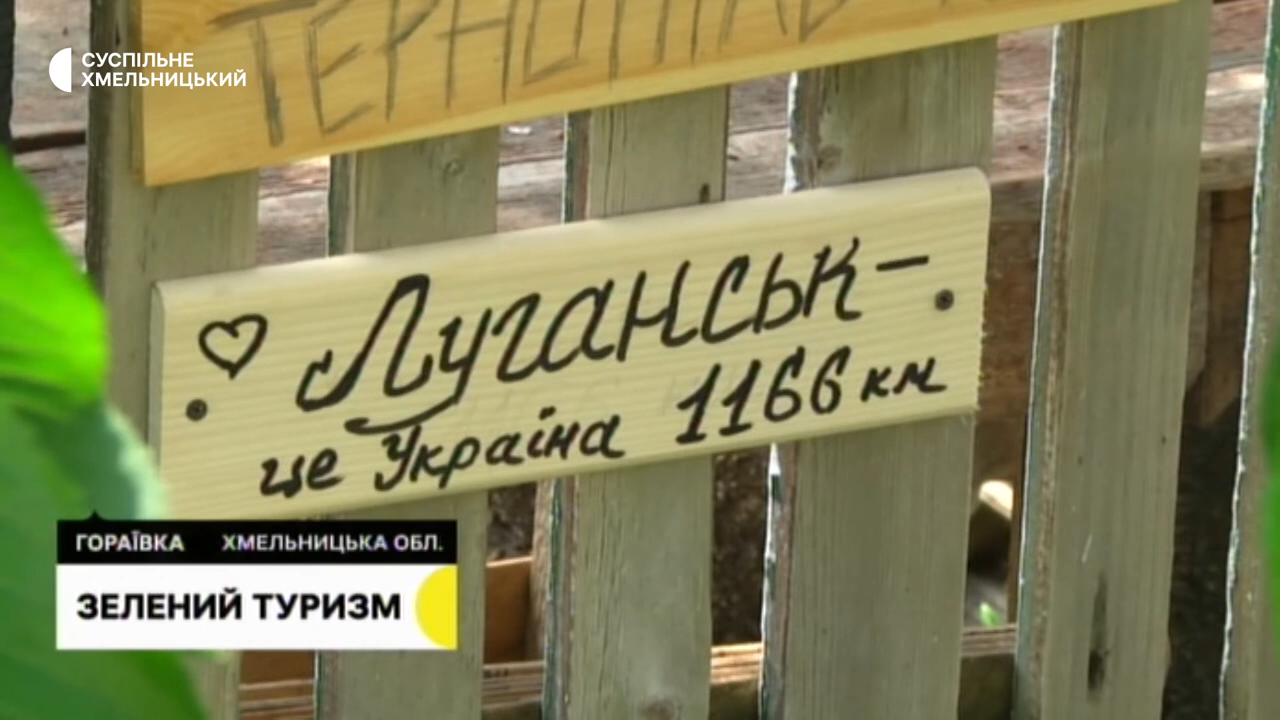 СУСПІЛЬНЕ
ХМЕЛЬНИЦЬКИЙ
Луганськ -
це Україна 1166 км
ГОРАЇВКА ХМЕЛЬНИЦЬКА ОБЛ.
ЗЕЛЕНИЙ ТУРИЗМ